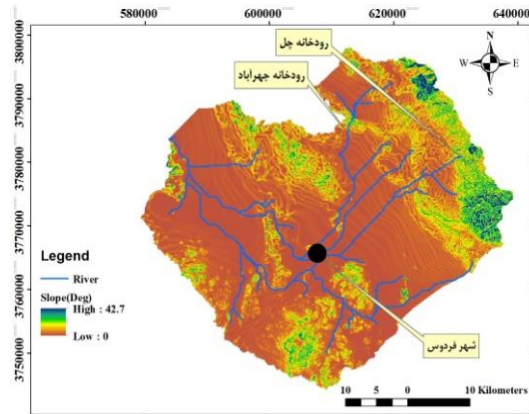 580000 600000 620000 640000
3800000
3790000
3780000
3770000
3760000
3750000
رودخانه چل
رودخانه جهرآباد
N
W E
S
Legend
River
Slope(Deg)
High : 42.7
Low : 0
شهر فردوس
10 5 0 10 Kilometers